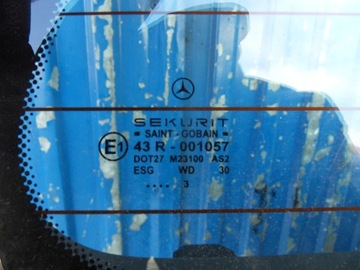 SEKURIT
SAINT-GOBAIN
E1 43 R - 001057
DOT27 M23100 AS2
ESG WD 30
.... 3